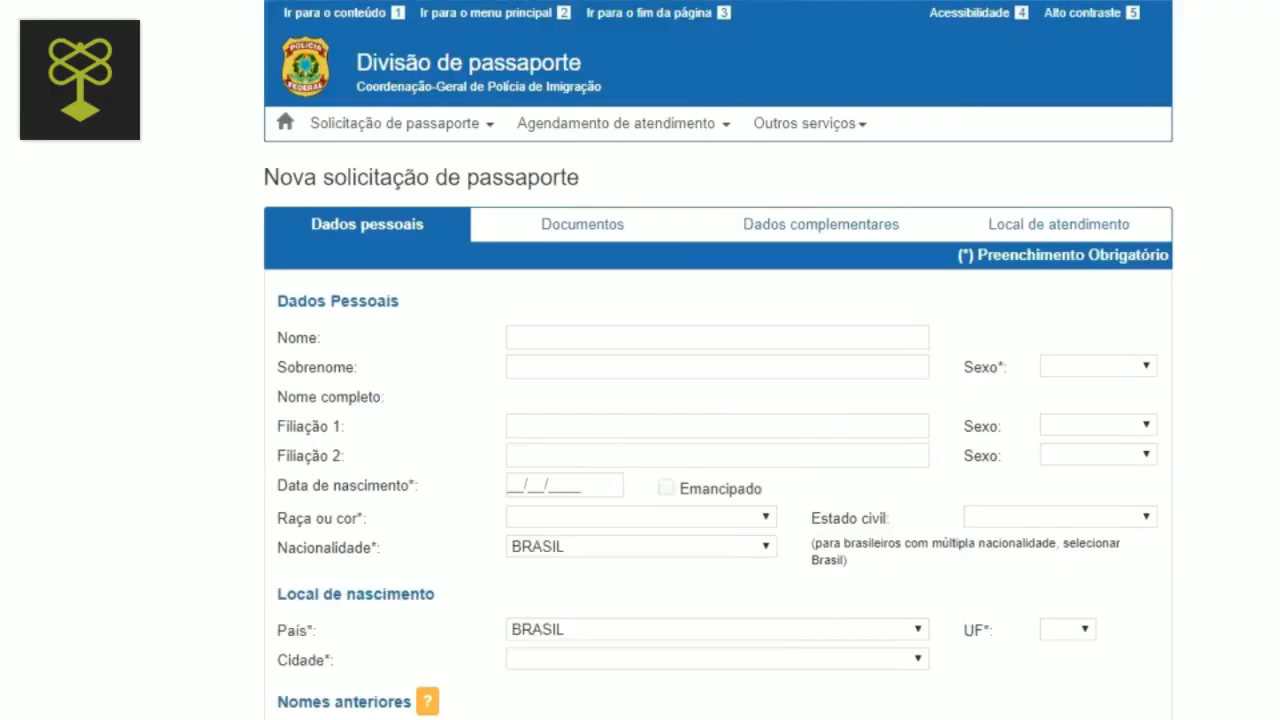 Ir para o conteúdo 1 Ir para o menu principal 2 Ir para o fim da página 3 Acessibilidade 4 Alto contraste 5
POLÍCIA
FEDERAL
Divisão de passaporte
Coordenação-Geral de Polícia de Imigração
Solicitação de passaporte Agendamento de atendimento Outros serviços
Nova solicitação de passaporte
Dados pessoais Documentos Dados complementares Local de atendimento
(*) Preenchimento Obrigatório
Dados Pessoais
Nome:
Sobrenome: Sexo*:
Nome completo:
Filiação 1: Sexo:
Filiação 2: Sexo:
Data de nascimento*: __/__/____ Emancipado
Raça ou cor*: Estado civil:
Nacionalidade*: BRASIL (para brasileiros com múltipla nacionalidade, selecionar
Brasil)
Local de nascimento
País*: BRASIL UF*:
Cidade*:
Nomes anteriores ?